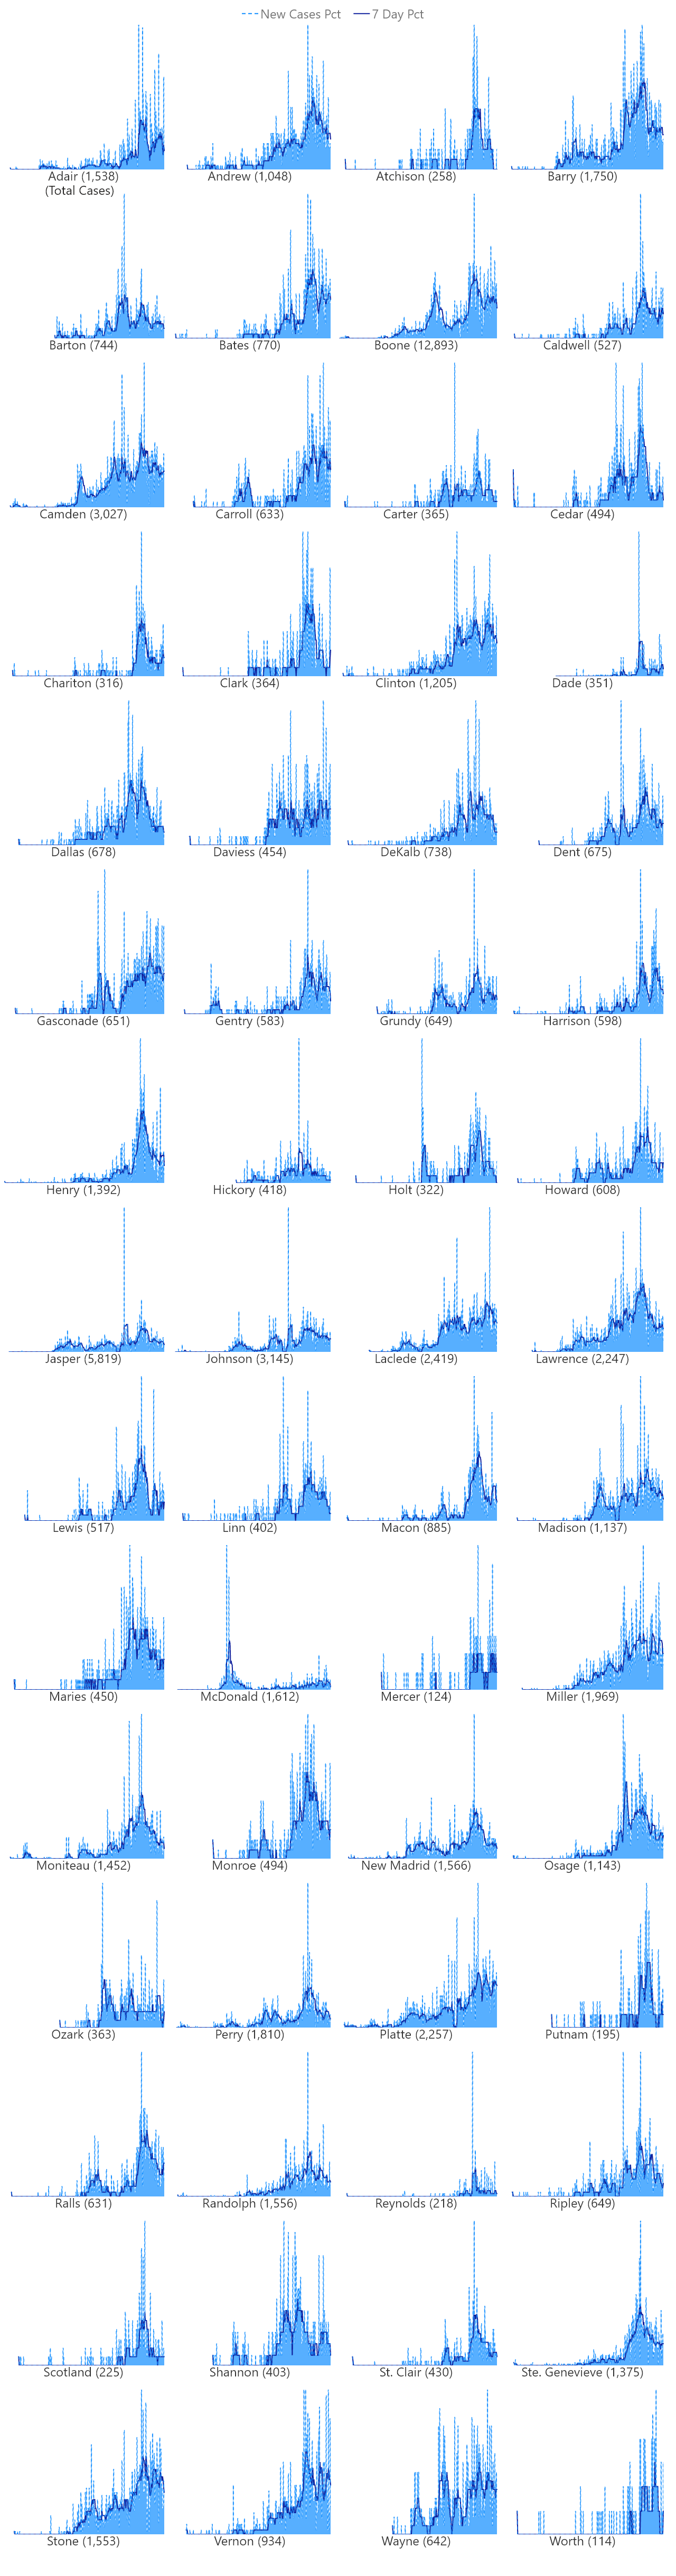 New Cases Pct 7 Day Pct
Adair (1,538) Andrew (1,048) Atchison (258) Barry (1,750)
(Total Cases)
Barton (744) Bates (770) Boone (12,893) Caldwell (527)
Camden (3,027) Carroll (633) Carter (365) Cedar (494)
Chariton (316) Clark (364) Clinton (1,205) Dade (351)
Dallas (678) Daviess (454) DeKalb (738) Dent (675)
Gasconade (651) Gentry (583) Grundy (649) Harrison (598)
Henry (1,392) Hickory (418) Holt (322) Howard (608)
Jasper (5,819) Johnson (3,145) Laclede (2,419) Lawrence (2,247)
Lewis (517) Linn (402) Macon (885) Madison (1,137)
Maries (450) McDonald (1,612) Mercer (124) Miller (1,969)
Moniteau (1,452) Monroe (494) New Madrid (1,566) Osage (1,143)
Ozark (363) Perry (1,810) Platte (2,257) Putnam (195)
Ralls (631) Randolph (1,556) Reynolds (218) Ripley (649)
Scotland (225) Shannon (403) St. Clair (430) Ste. Genevieve (1,375)
Stone (1,553) Vernon (934) Wayne (642) Worth (114)